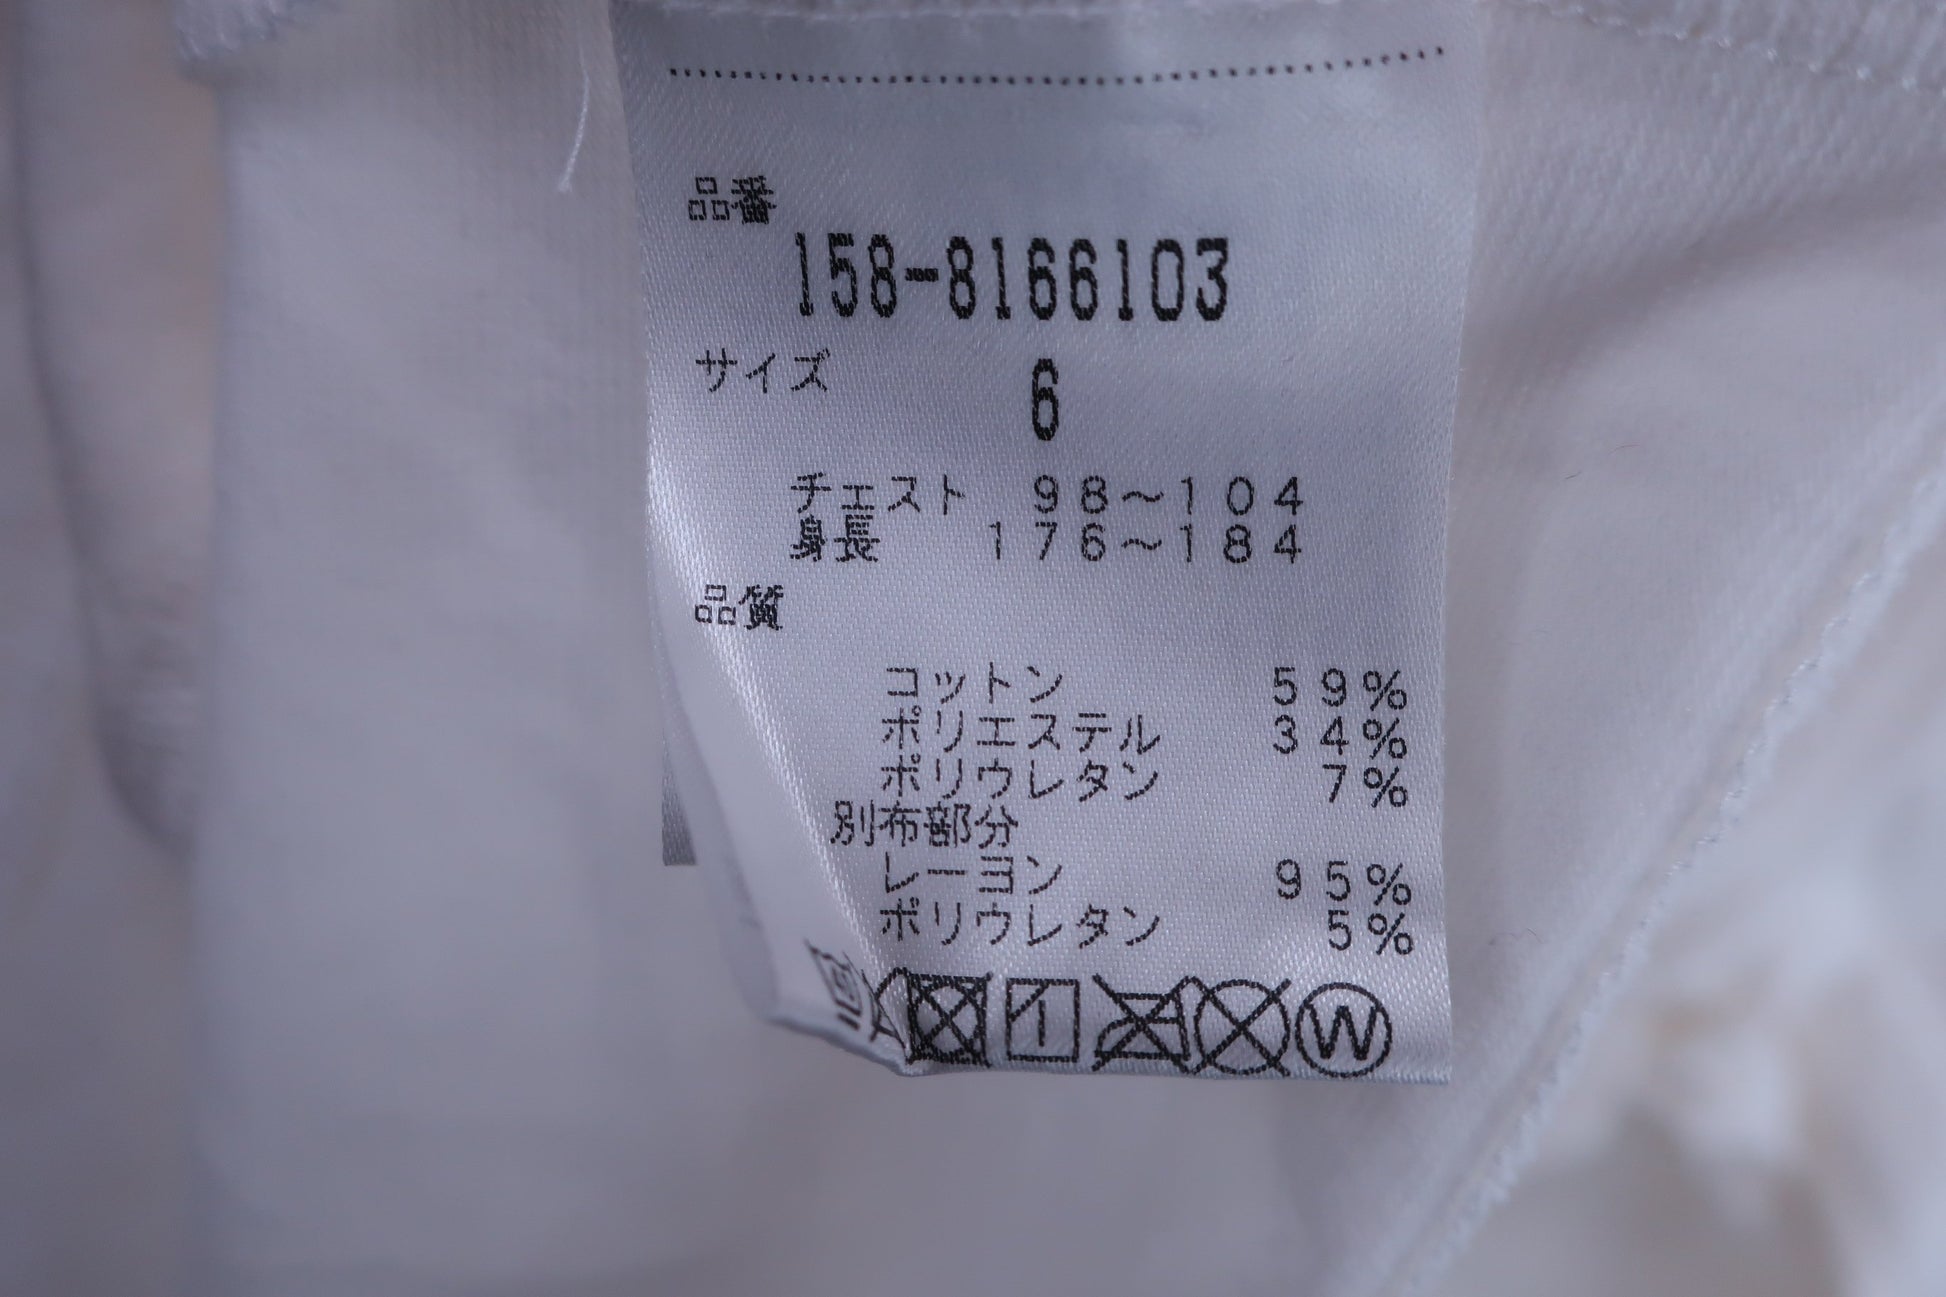 品番
158-8166103
サイズ 6
チェスト 98～104
身長 176～184
品質
コットン 59%
ポリエステル 34%
ポリウレタン 7%
別布部分
レーヨン 95%
ポリウレタン 5%
W